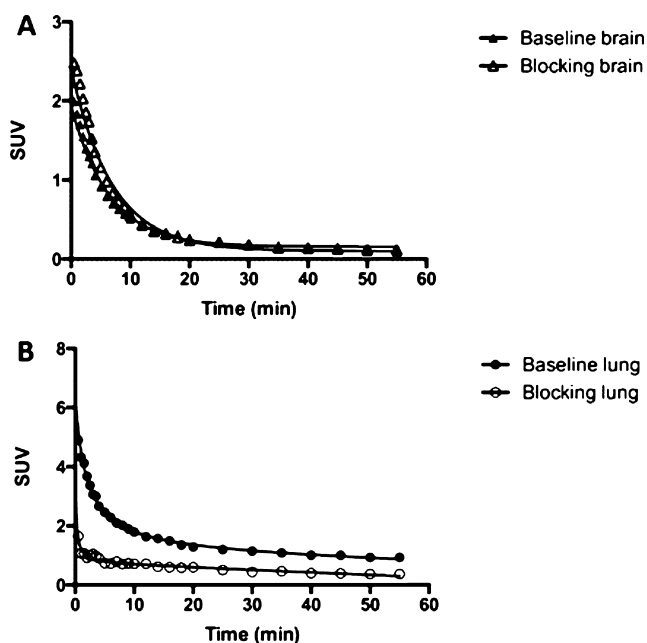 A
3
2
1
0
SUV
0 10 20 30 40 50 60
Time (min)
Baseline brain
Blocking brain
B
8
6
4
2
0
SUV
0 10 20 30 40 50 60
Time (min)
Baseline lung
Blocking lung